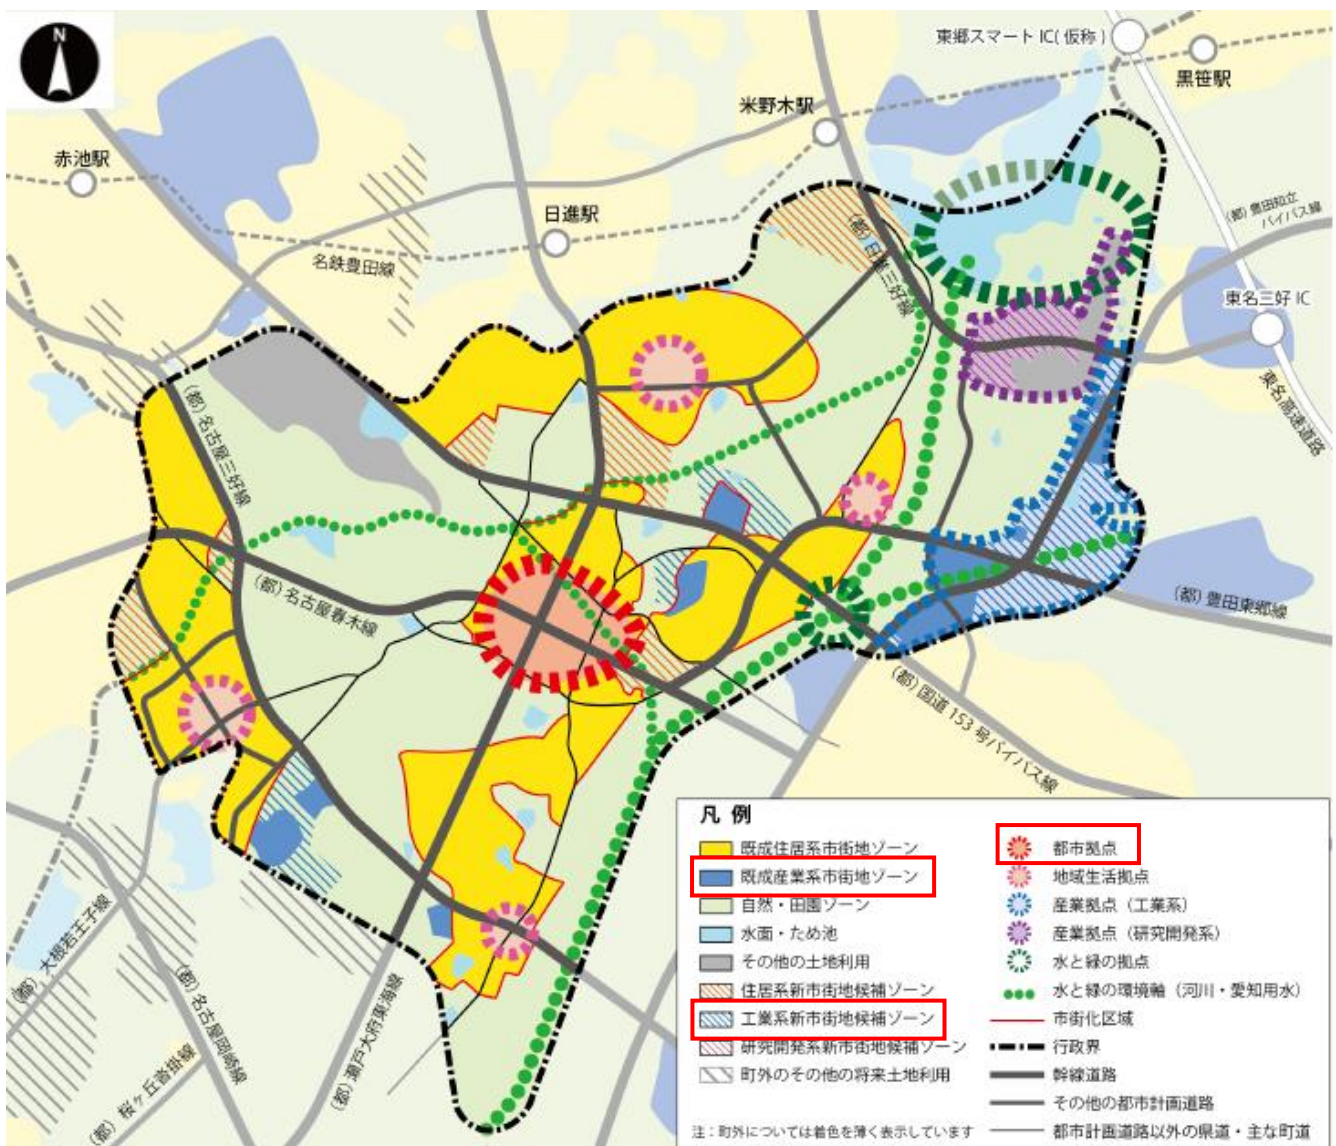 N
東郷スマートIC(仮称)
黒笹駅
米野木駅
赤池駅
日進駅
名鉄豊田線
(都)日進三好線
(都)豊田知立
バイパス線
東名三好 IC
東名高速道路
(都)名古屋三好線
(都)名古屋春木線
(都)豊田東郷線
(都)国道153号バイパス線
(都)大根若王子線
(都)名古屋岡崎線
(都)瀬戸大府東海線
(都)桜ヶ丘沓掛線
凡 例
既成住居系市街地ゾーン
既成産業系市街地ゾーン
自然・田園ゾーン
水面・ため池
その他の土地利用
住居系新市街地候補ゾーン
工業系新市街地候補ゾーン
研究開発系新市街地候補ゾーン
町外のその他の将来土地利用
注:町外については着色を薄く表示しています
都市拠点
地域生活拠点
産業拠点(工業系)
産業拠点(研究開発系)
水と緑の拠点
水と緑の環境軸(河川・愛知用水)
市街化区域
行政界
幹線道路
その他の都市計画道路
都市計画道路以外の県道・主な町道